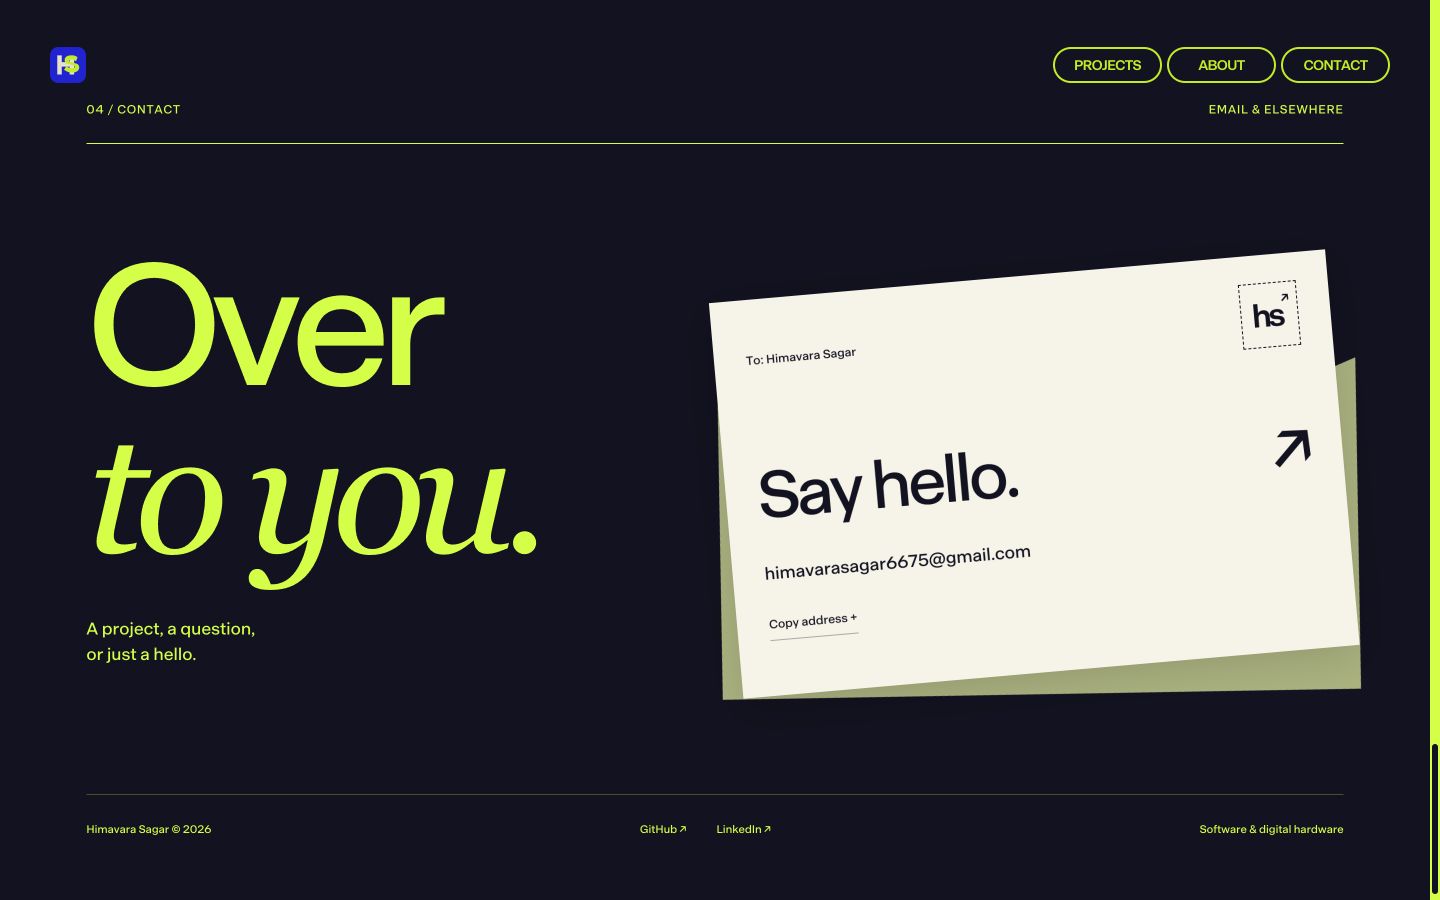 HS
PROJECTS
ABOUT
CONTACT
04 / CONTACT
EMAIL & ELSEWHERE
Over
to you.
A project, a question,
or just a hello.
hs
To: Himavara Sagar
Say hello.
himavarasagar6675@gmail.com
Copy address +
Himavara Sagar © 2026
GitHub ↗
LinkedIn ↗
Software & digital hardware